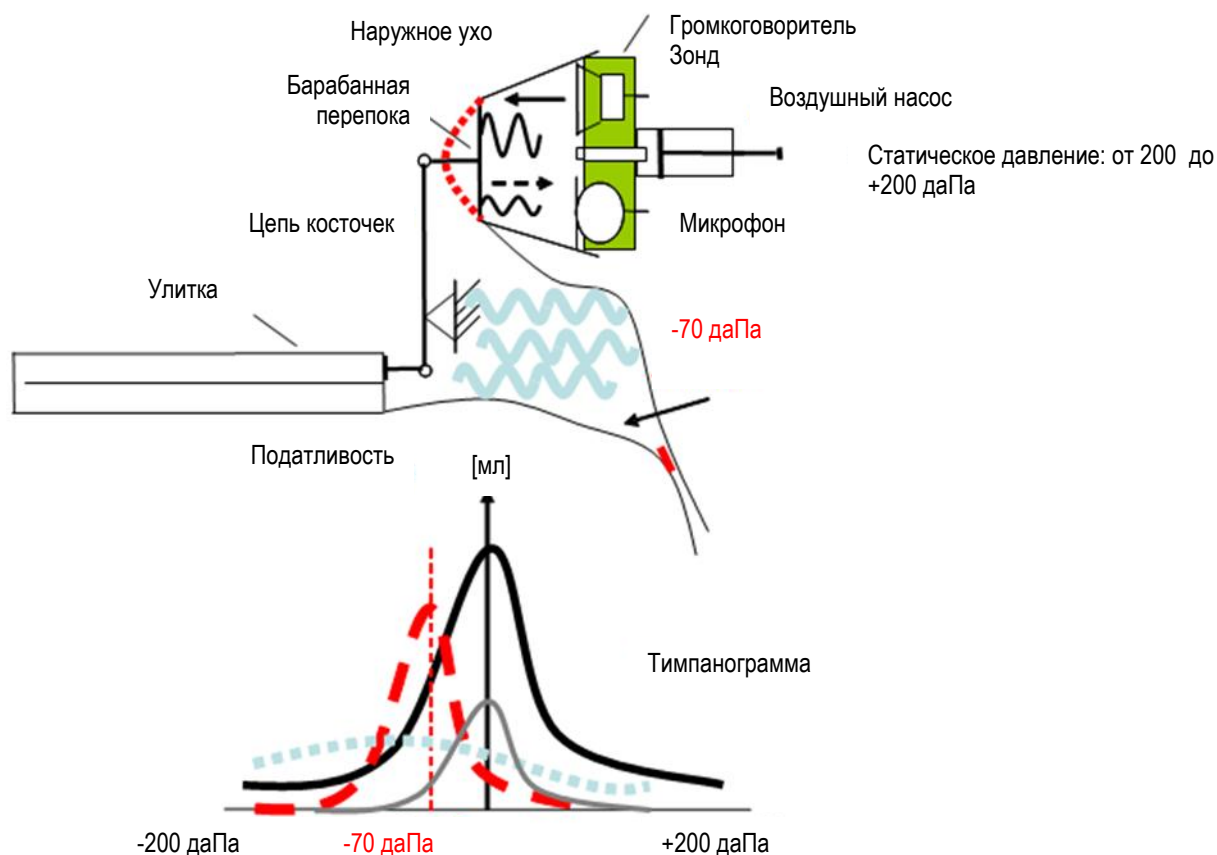 Наружное ухо
Громкоговоритель
Зонд
Барабанная
перепока
Воздушный насос
Статическое давление: от 200 до
+200 даПа
Цепь косточек
Микрофон
Улитка
-70 даПа
Податливость
[мл]
Тимпанограмма
-200 даПа
-70 даПа
+200 даПа